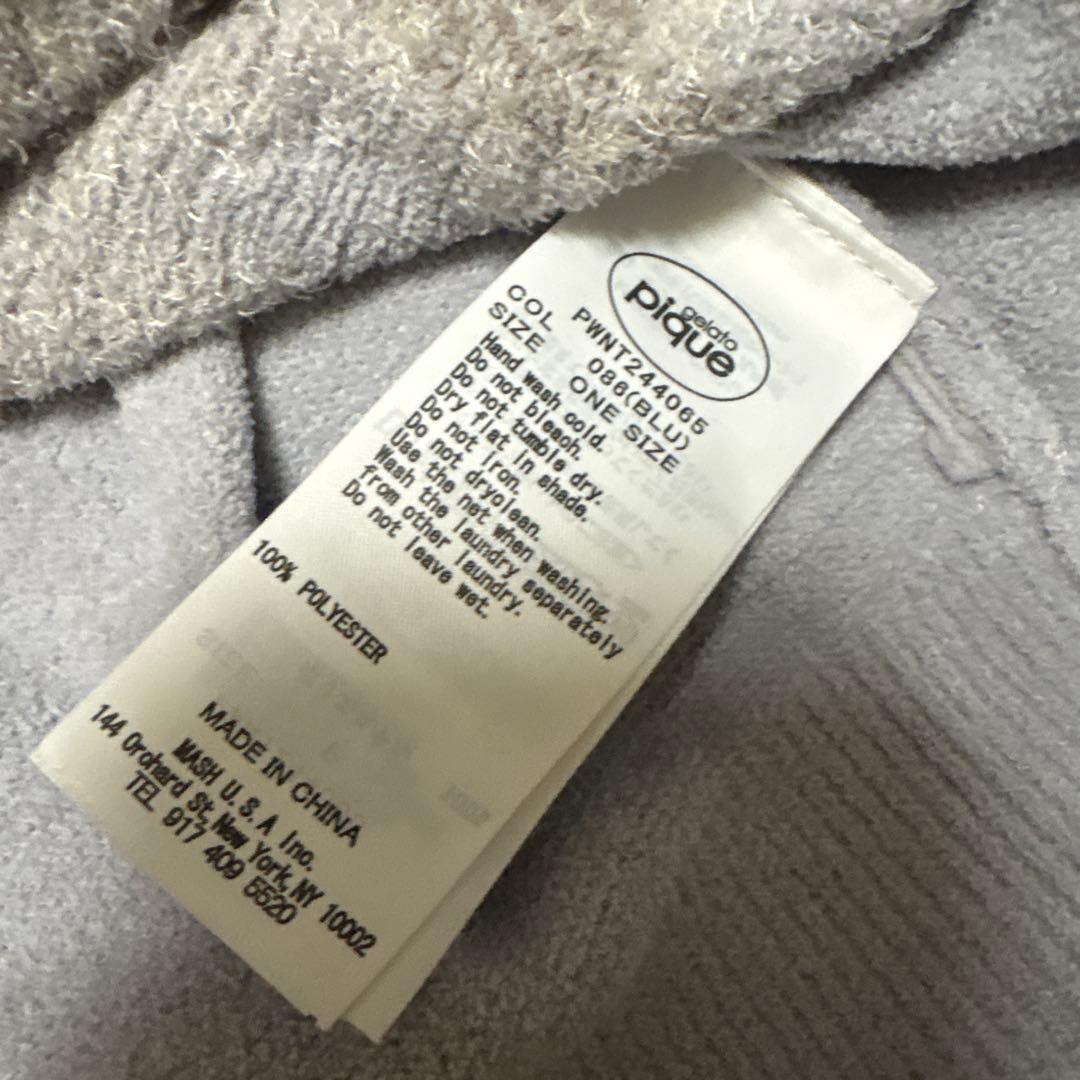 gelato
pique
PWNT244065
COL 086(BLU)
SIZE ONE SIZE
Hand wash cold.
Do not bleach.
Do not tumble dry.
Dry flat in shade.
Do not iron.
Do not dryclean.
Use the net when washing.
Wash the laundry separately
from other laundry.
Do not leave wet.
100% POLYESTER
MADE IN CHINA
MASH U.S.A Inc.
144 Orchard St, New York, NY 10002
TEL 917 409 5520